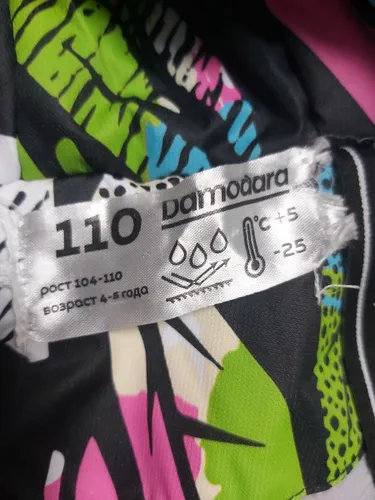 Damodara
110
°C +5
-25
рост 104-110
возраст 4-5 года